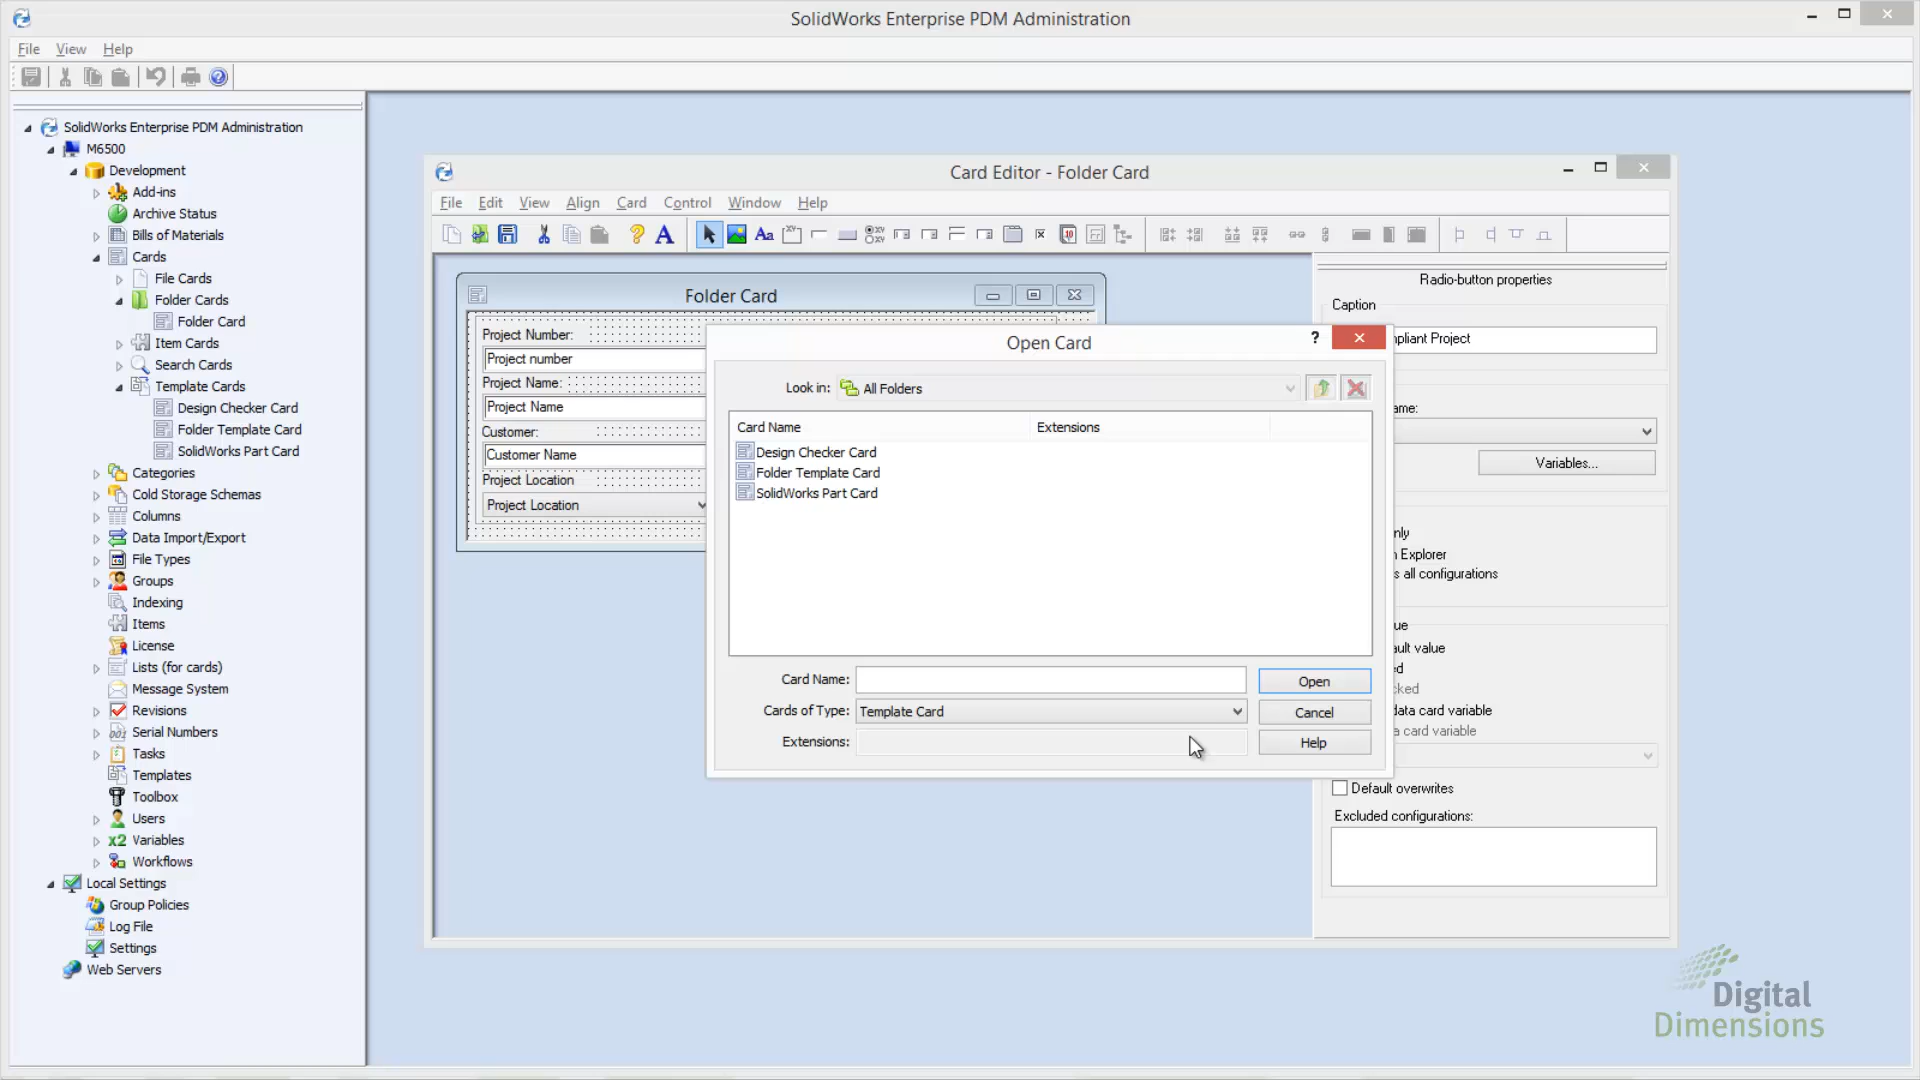 SolidWorks Enterprise PDM Administration
File View Help
SolidWorks Enterprise PDM Administration
M6500
Development
Add-ins
Archive Status
Bills of Materials
Cards
File Cards
Folder Cards
Folder Card
Item Cards
Search Cards
Template Cards
Design Checker Card
Folder Template Card
SolidWorks Part Card
Categories
Cold Storage Schemas
Columns
Data Import/Export
File Types
Groups
Indexing
Items
License
Lists (for cards)
Message System
Revisions
Serial Numbers
Tasks
Templates
Toolbox
Users
Variables
Workflows
Local Settings
Group Policies
Log File
Settings
Web Servers
Card Editor - Folder Card
File Edit View Align Card Control Window Help
Folder Card
Project Number:
Project number
Project Name:
Project Name
Customer:
Customer Name
Project Location
Project Location
Open Card
Look in: All Folders
Card Name Extensions
Design Checker Card
Folder Template Card
SolidWorks Part Card
Card Name:
Open
Cards of Type: Template Card
Cancel
Extensions:
Help
Radio-button properties
Caption
Project
Variables...
Explorer
all configurations
value
data card variable
card variable
Default overwrites
Excluded configurations:
Digital
Dimensions